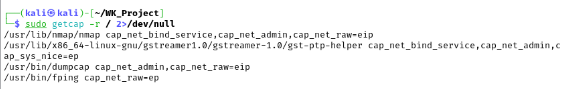 ┌──(kali㉿kali)-[~/WK_Project]
└─$ sudo getcap -r / 2>/dev/null
/usr/lib/nmap/nmap cap_net_bind_service,cap_net_admin,cap_net_raw=eip
/usr/lib/x86_64-linux-gnu/gstreamer1.0/gstreamer-1.0/gst-ptp-helper cap_net_bind_service,cap_net_admin,c
ap_sys_nice=ep
/usr/bin/dumpcap cap_net_admin,cap_net_raw=eip
/usr/bin/fping cap_net_raw=ep